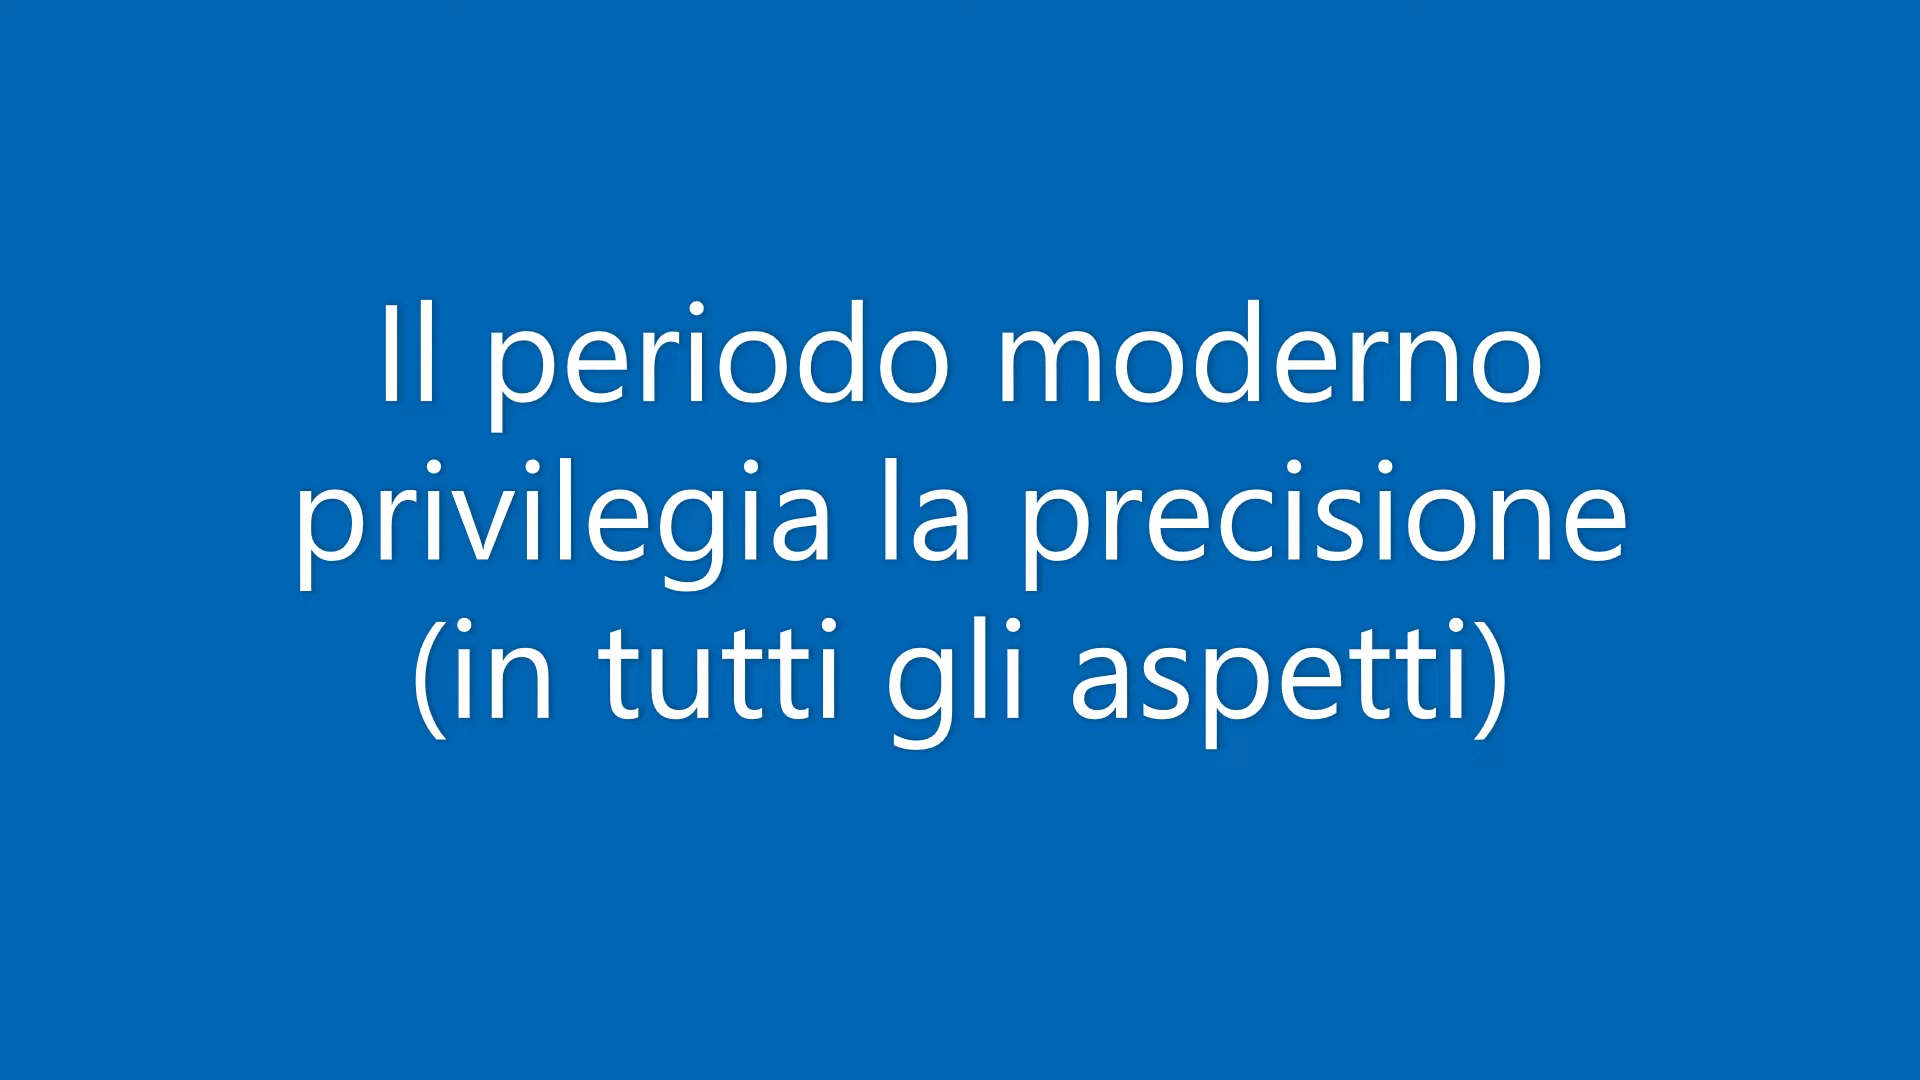 Il periodo moderno
privilegia la precisione
(in tutti gli aspetti)